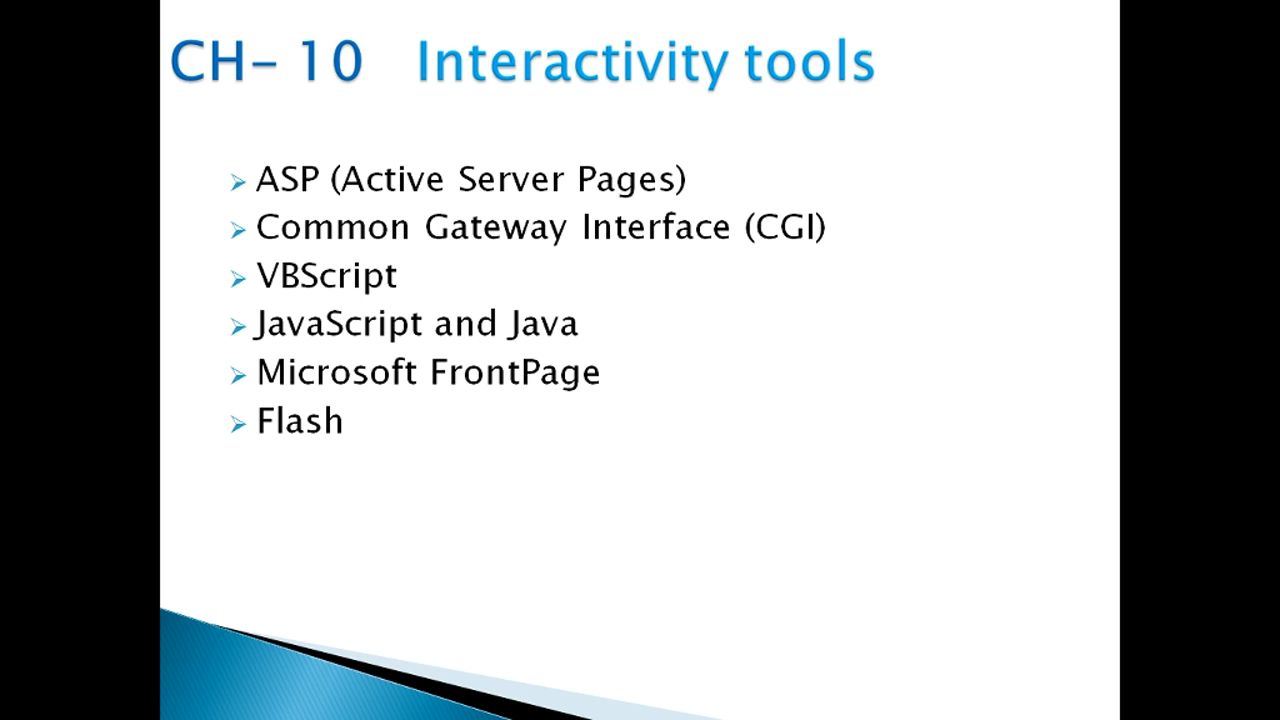 CH- 10 Interactivity tools
ASP (Active Server Pages)
Common Gateway Interface (CGI)
VBScript
JavaScript and Java
Microsoft FrontPage
Flash